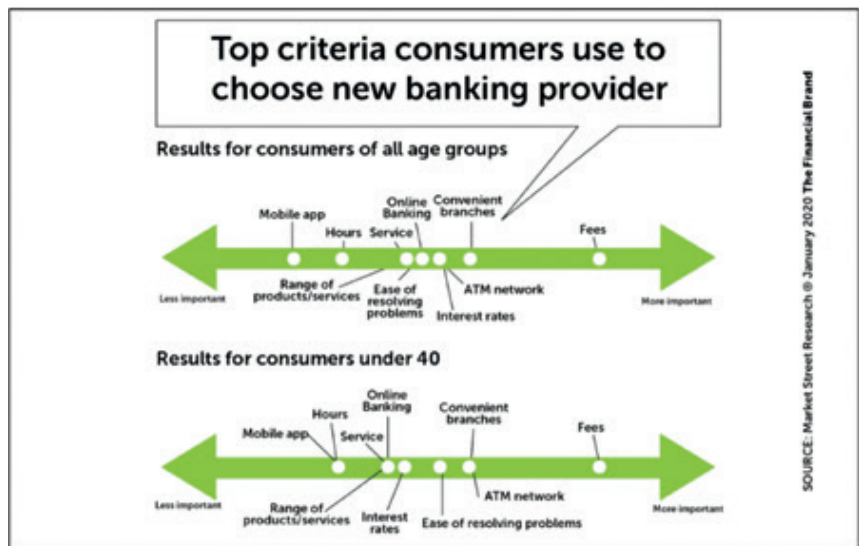 Top criteria consumers use to
choose new banking provider
Results for consumers of all age groups
Mobile app
Hours
Service
Online
Banking
Convenient
branches
Fees
Less important
Range of
products/services
Ease of
resolving
problems
ATM network
Interest rates
More important
Results for consumers under 40
Mobile app
Hours
Service
Online
Banking
Convenient
branches
Fees
Less important
Range of
products/services
Interest
rates
Ease of resolving problems
ATM network
More important
SOURCE: Market Street Research © January 2020 The Financial Brand